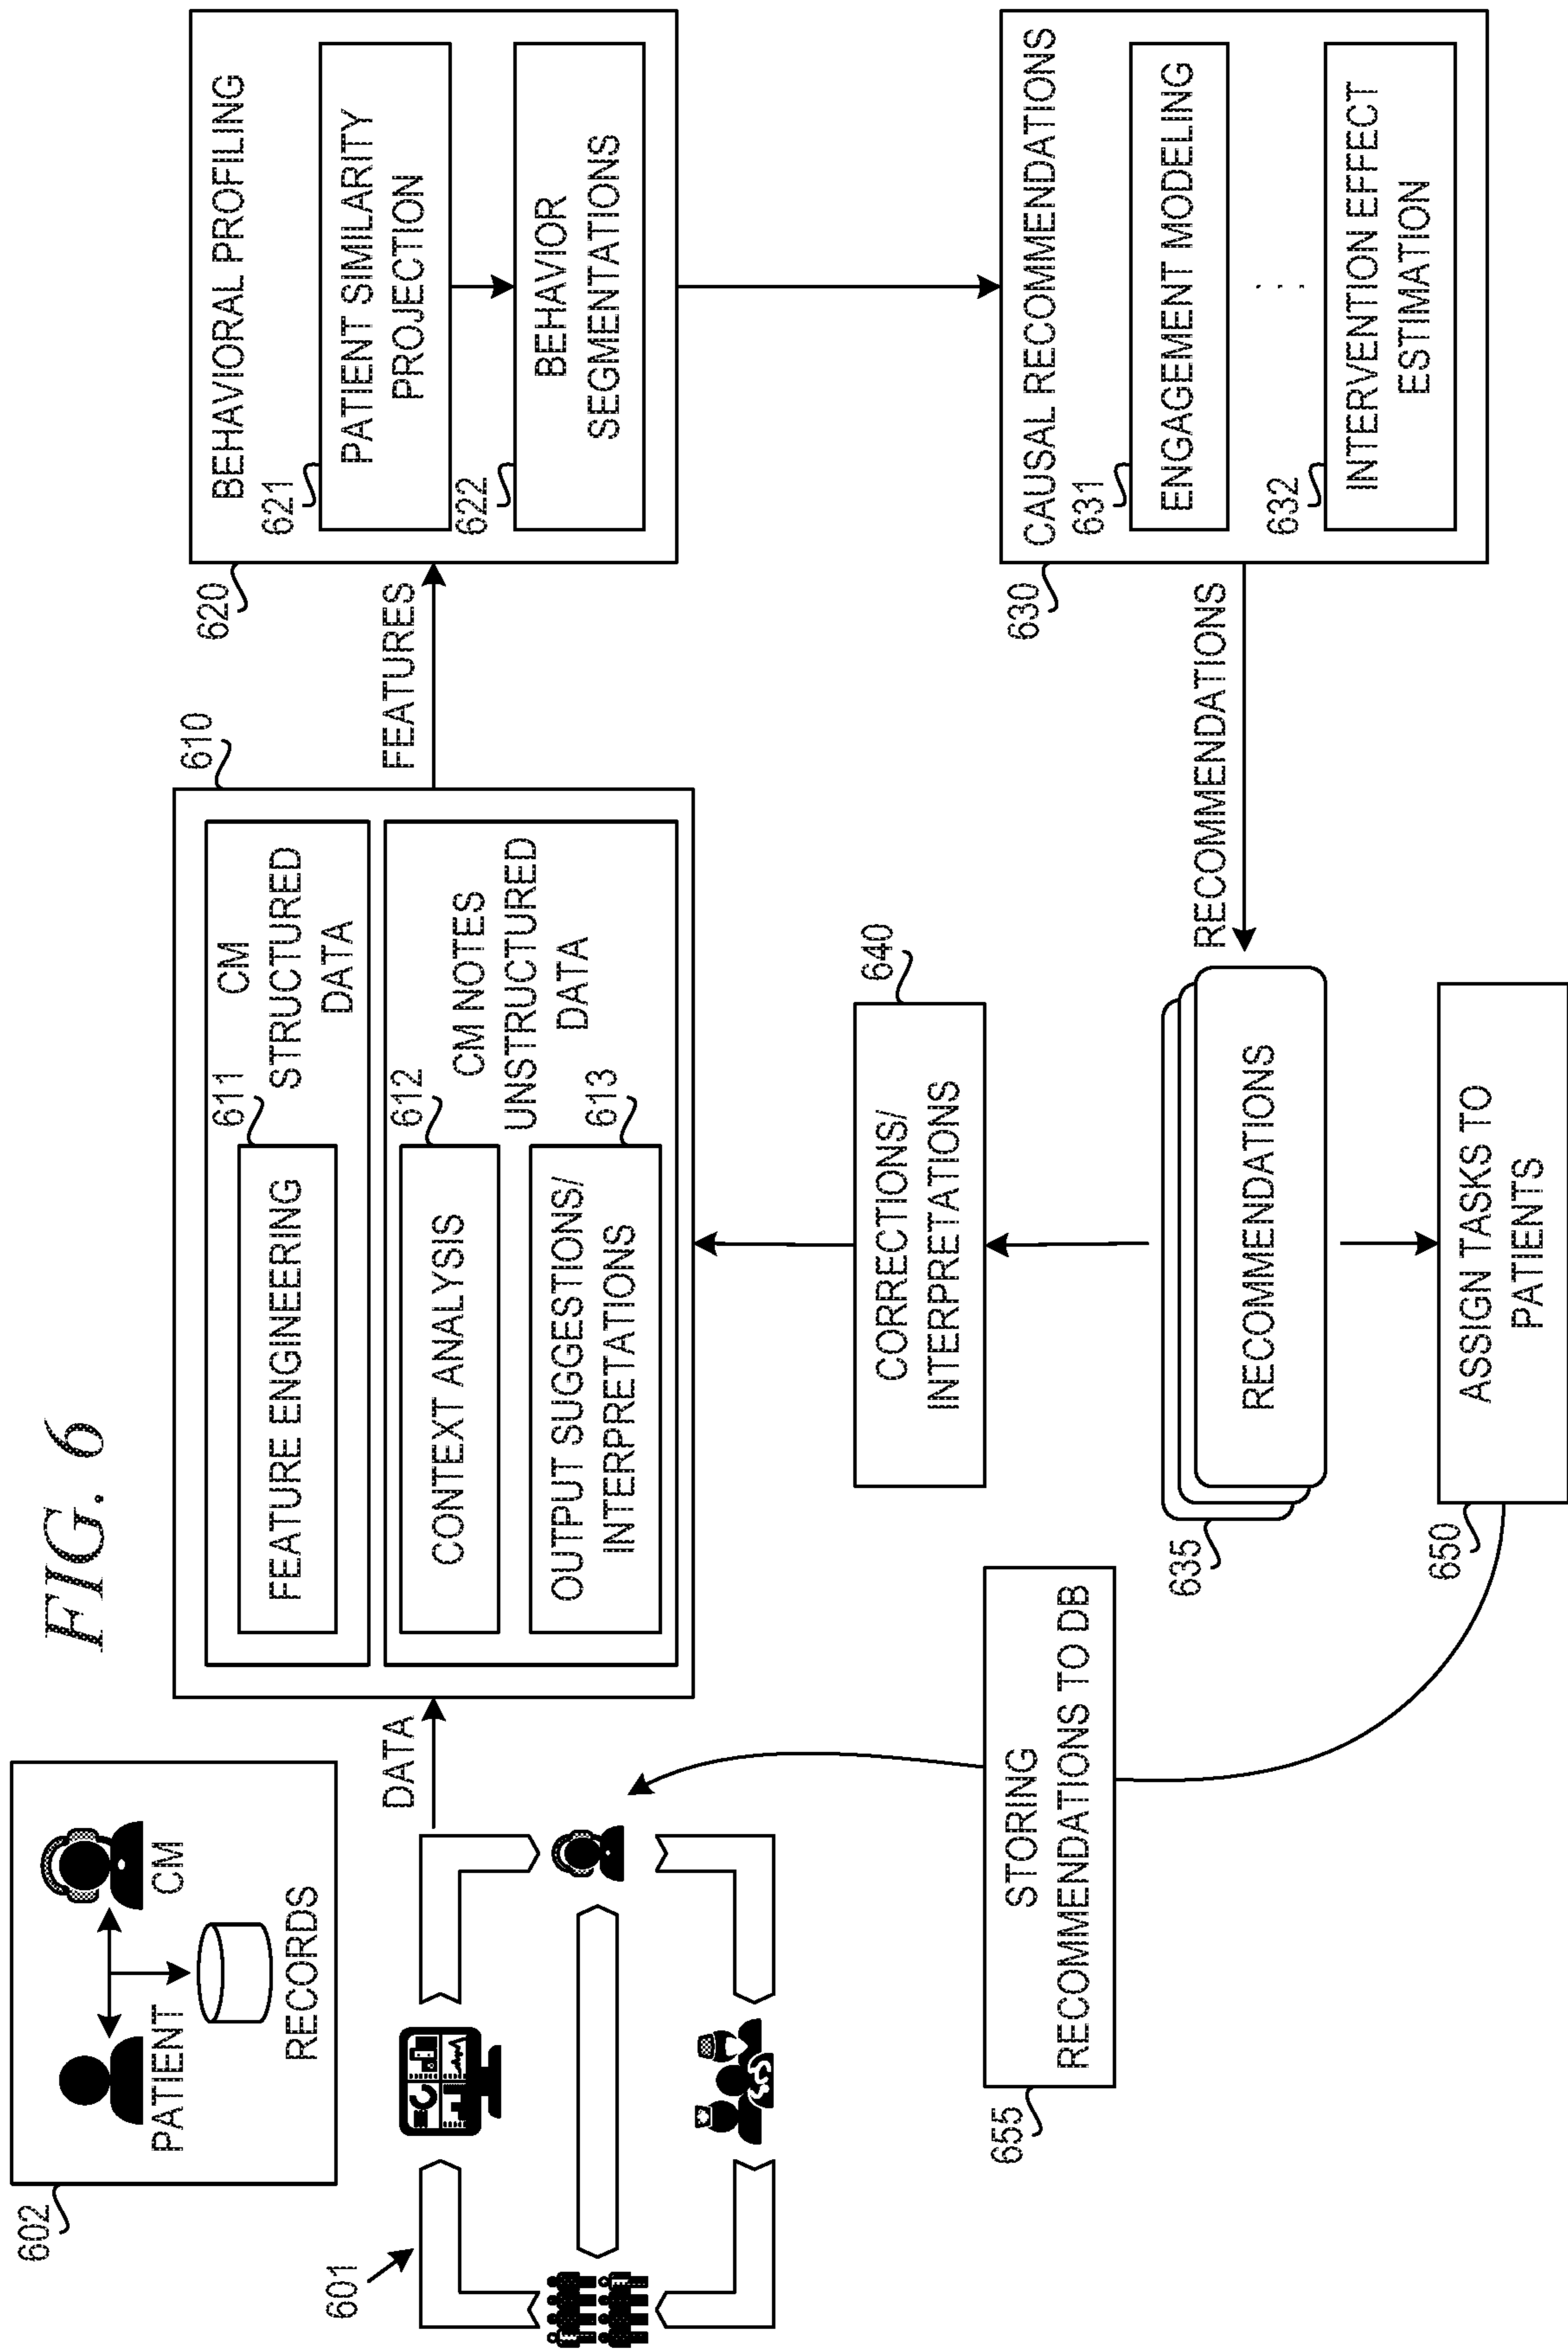 FIG. 6
602
PATIENT
CM
RECORDS
601
DATA
610
611
FEATURE ENGINEERING
CM
STRUCTURED
DATA
612
CONTEXT ANALYSIS
CM NOTES
UNSTRUCTURED
DATA
613
OUTPUT SUGGESTIONS/
INTERPRETATIONS
FEATURES
620
BEHAVIORAL PROFILING
621
PATIENT SIMILARITY
PROJECTION
622
BEHAVIOR
SEGMENTATIONS
630
CAUSAL RECOMMENDATIONS
631
ENGAGEMENT MODELING
632
INTERVENTION EFFECT
ESTIMATION
RECOMMENDATIONS
640
CORRECTIONS/
INTERPRETATIONS
635
RECOMMENDATIONS
650
ASSIGN TASKS TO
PATIENTS
655
STORING
RECOMMENDATIONS TO DB